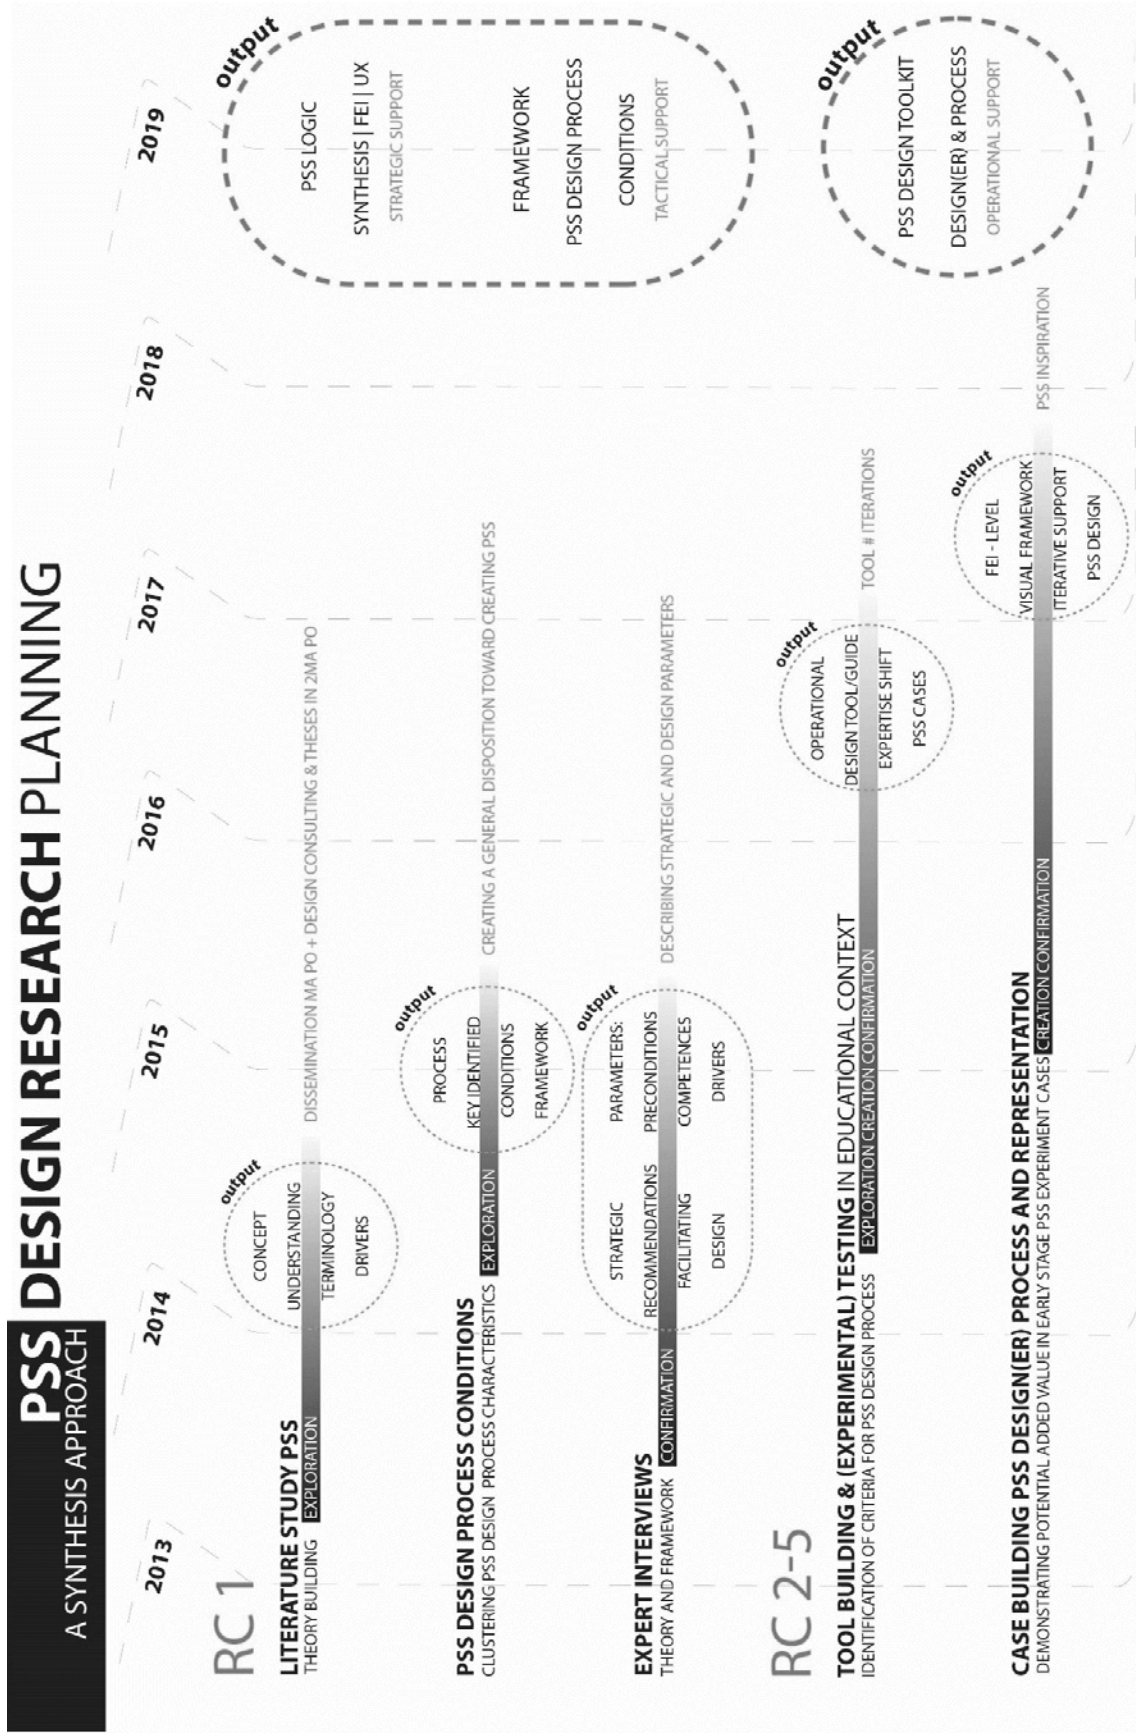 PSS DESIGN RESEARCH PLANNING
A SYNTHESIS APPROACH
2013
2014
2015
2016
2017
2018
2019
RC 1
LITERATURE STUDY PSS
THEORY BUILDING
EXPLORATION
output
CONCEPT
UNDERSTANDING
TERMINOLOGY
DRIVERS
DISSEMINATION MA PO + DESIGN CONSULTING & THESES IN 2MA PO
PSS DESIGN PROCESS CONDITIONS
CLUSTERING PSS DESIGN PROCESS CHARACTERISTICS
EXPLORATION
output
PROCESS
KEY IDENTIFIED
CONDITIONS
FRAMEWORK
CREATING A GENERAL DISPOSITION TOWARD CREATING PSS
EXPERT INTERVIEWS
THEORY AND FRAMEWORK
CONFIRMATION
output
STRATEGIC
RECOMMENDATIONS
FACILITATING
DESIGN
PARAMETERS:
PRECONDITIONS
COMPETENCES
DRIVERS
DESCRIBING STRATEGIC AND DESIGN PARAMETERS
output
PSS LOGIC
SYNTHESIS | FEI | UX
STRATEGIC SUPPORT
FRAMEWORK
PSS DESIGN PROCESS
CONDITIONS
TACTICAL SUPPORT
RC 2-5
TOOL BUILDING & (EXPERIMENTAL) TESTING IN EDUCATIONAL CONTEXT
IDENTIFICATION OF CRITERIA FOR PSS DESIGN PROCESS
EXPLORATION CREATION CONFIRMATION
output
OPERATIONAL
DESIGN TOOL/GUIDE
EXPERTISE SHIFT
PSS CASES
TOOL # ITERATIONS
CASE BUILDING PSS DESIGN(ER) PROCESS AND REPRESENTATION
DEMONSTRATING POTENTIAL ADDED VALUE IN EARLY STAGE PSS EXPERIMENT CASES
CREATION CONFIRMATION
output
FEI - LEVEL
VISUAL FRAMEWORK
ITERATIVE SUPPORT
PSS DESIGN
PSS INSPIRATION
output
PSS DESIGN TOOLKIT
DESIGN(ER) & PROCESS
OPERATIONAL SUPPORT